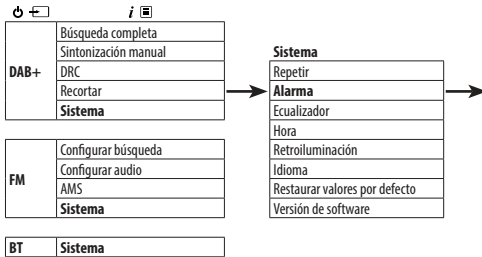 i
DAB+
Búsqueda completa
Sintonización manual
DRC
Recortar
Sistema
FM
Configurar búsqueda
Configurar audio
AMS
Sistema
BT
Sistema
Sistema
Repetir
Alarma
Ecualizador
Hora
Retroiluminación
Idioma
Restaurar valores por defecto
Versión de software